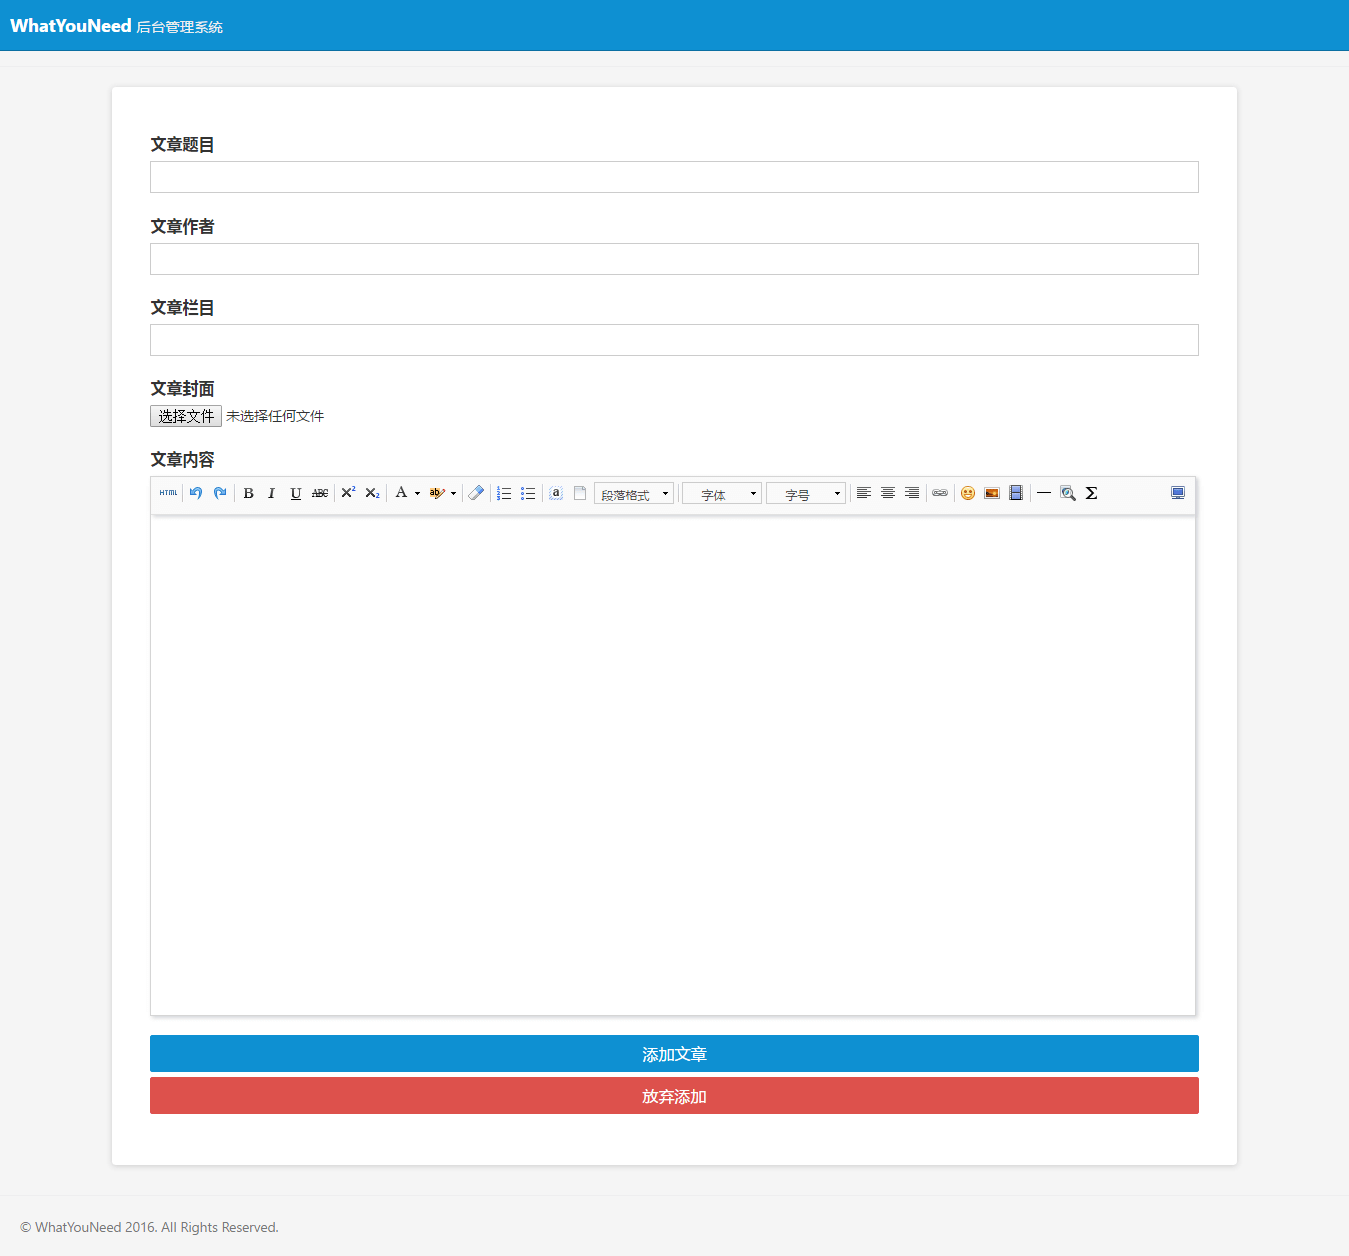 WhatYouNeed 后台管理系统
文章题目
文章作者
文章栏目
文章封面
选择文件 未选择任何文件
文章内容
HTML B I U ABC X² X₂ A ab a 段落格式 字体 字号 Σ
添加文章
放弃添加
© WhatYouNeed 2016. All Rights Reserved.